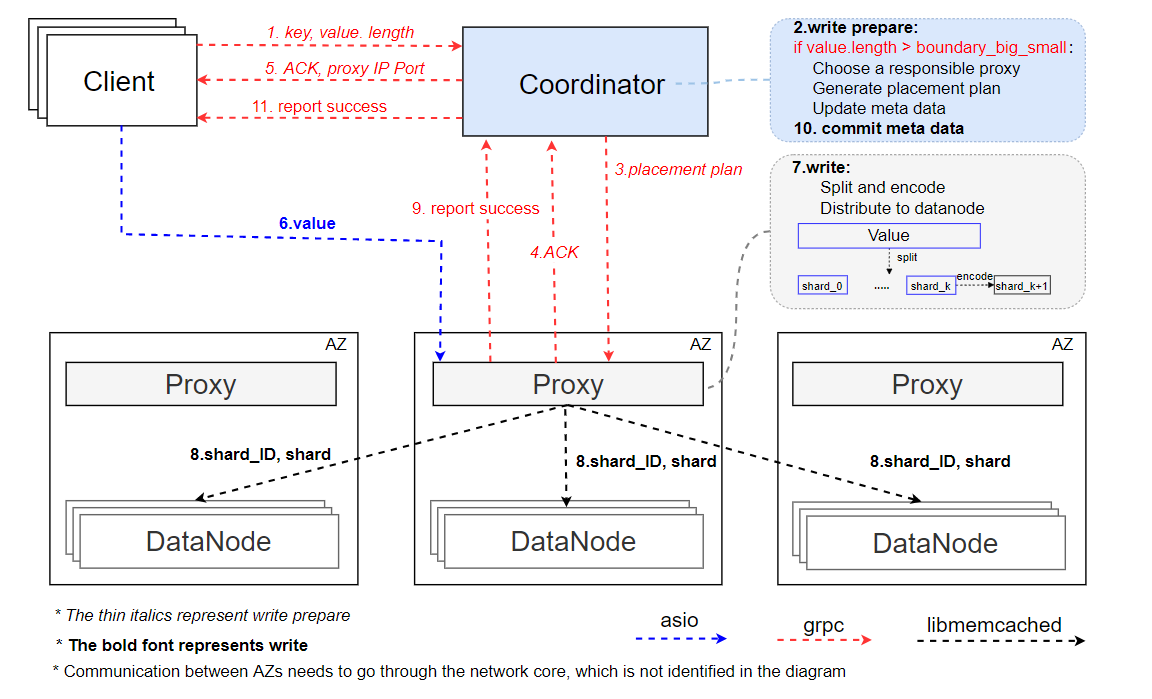 Client
1. key, value. length
5. ACK, proxy IP Port
11. report success
Coordinator
2.write prepare:
if value.length > boundary_big_small:
Choose a responsible proxy
Generate placement plan
Update meta data
10. commit meta data
3.placement plan
9. report success
4.ACK
6.value
7.write:
Split and encode
Distribute to datanode
Value
split
shard_0
.....
shard_k
encode
shard_k+1
AZ
Proxy
AZ
Proxy
AZ
Proxy
8.shard_ID, shard
8.shard_ID, shard
8.shard_ID, shard
DataNode
DataNode
DataNode
* The thin italics represent write prepare
* The bold font represents write
* Communication between AZs needs to go through the network core, which is not identified in the diagram
asio
grpc
libmemcached